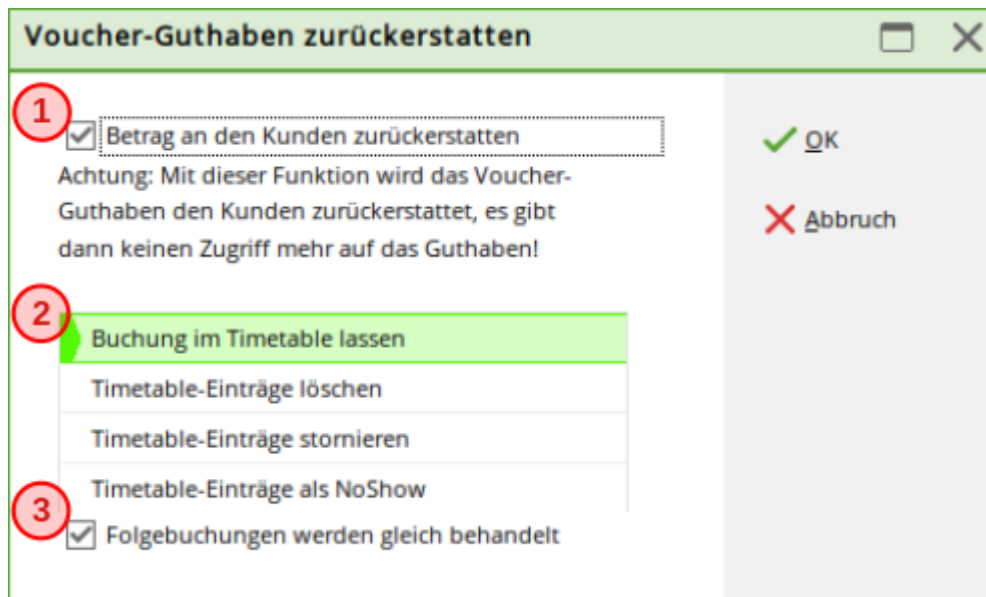 Voucher-Guthaben zurückerstatten
1
Betrag an den Kunden zurückerstatten
OK
Achtung: Mit dieser Funktion wird das Voucher-
Guthaben den Kunden zurückerstattet, es gibt
Abbruch
dann keinen Zugriff mehr auf das Guthaben!
2
Buchung im Timetable lassen
Timetable-Einträge löschen
Timetable-Einträge stornieren
Timetable-Einträge als NoShow
3
Folgebuchungen werden gleich behandelt